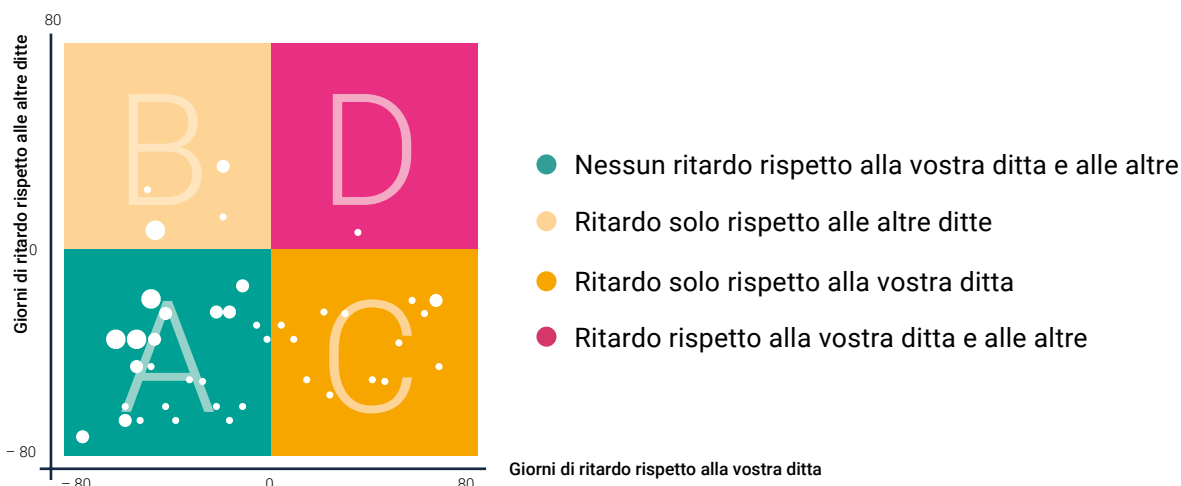 80
Giorni di ritardo rispetto alle altre ditte
B
D
Nessun ritardo rispetto alla vostra ditta e alle altre
Ritardo solo rispetto alle altre ditte
0
Ritardo solo rispetto alla vostra ditta
A
C
Ritardo rispetto alla vostra ditta e alle altre
– 80
Giorni di ritardo rispetto alla vostra ditta
– 80
0
80